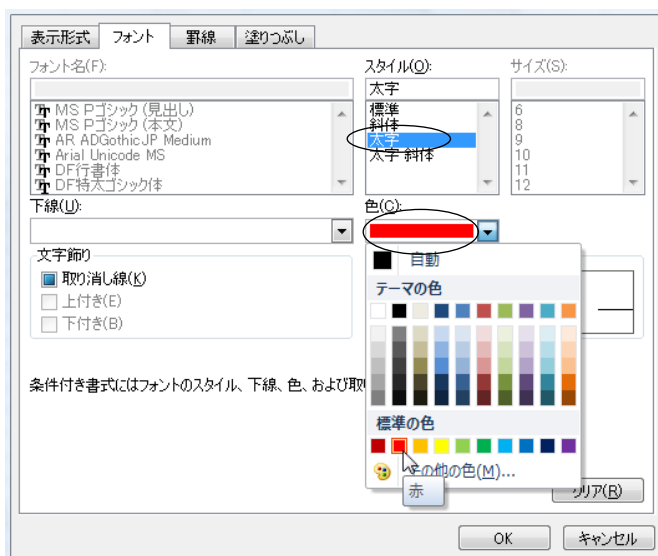 表示形式 フォント 罫線 塗りつぶし
フォント名(F): スタイル(O): サイズ(S):
太字
MS Pゴシック (見出し)
MS Pゴシック (本文)
AR ADGothicJP Medium
Arial Unicode MS
DF行書体
DF特太ゴシック体
標準
斜体
太字
太字 斜体
6
8
9
10
11
12
下線(U): 色(C):
文字飾り
取り消し線(K)
上付き(E)
下付き(B)
自動
テーマの色
標準の色
その他の色(M)...
赤
条件付き書式にはフォントのスタイル、下線、色、および取
クリア(R)
OK キャンセル